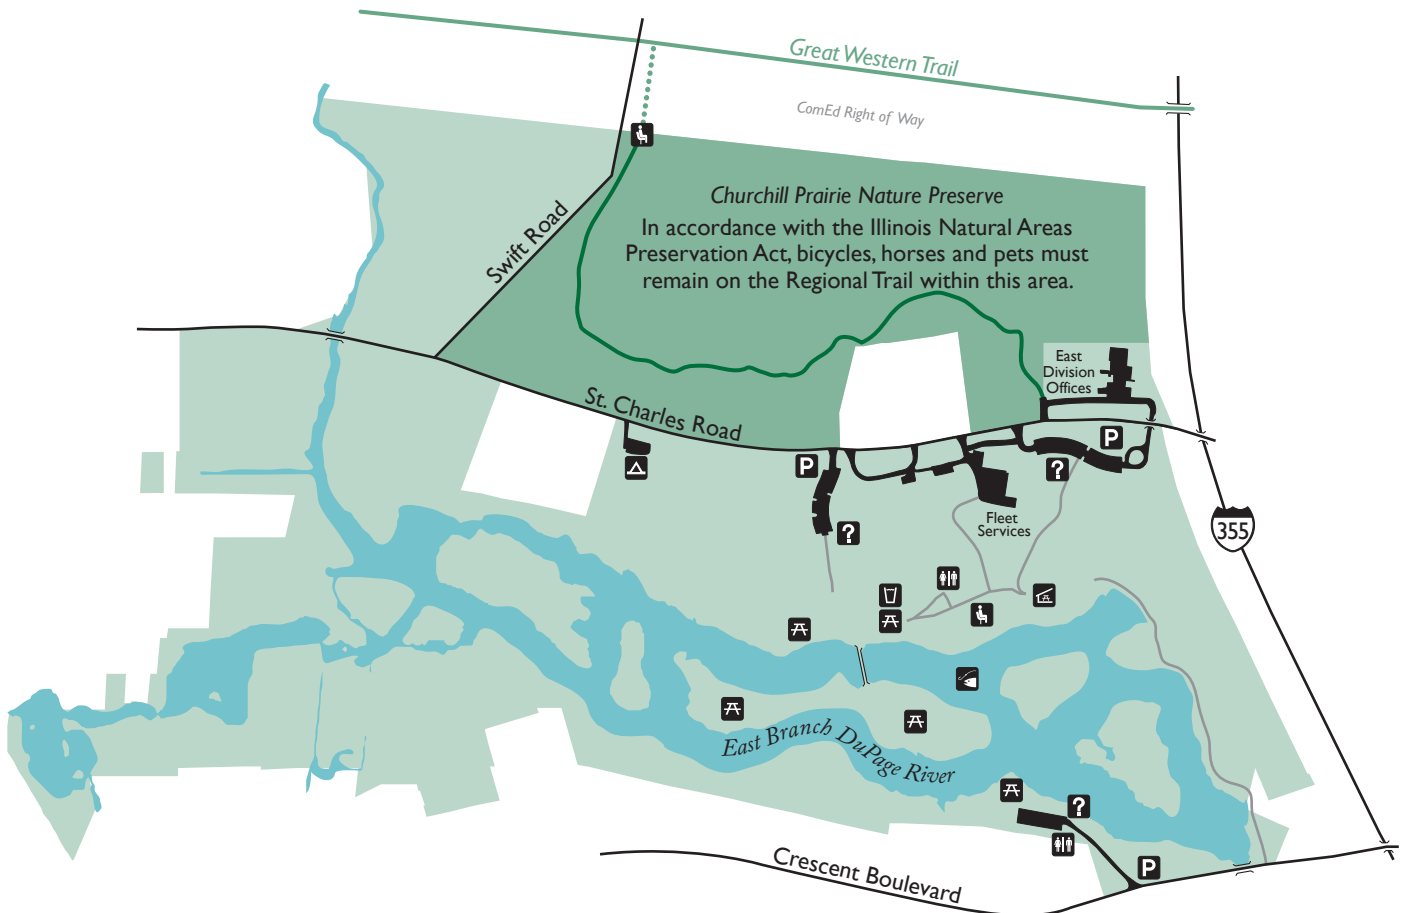 Great Western Trail
ComEd Right of Way
Churchill Prairie Nature Preserve
In accordance with the Illinois Natural Areas
Preservation Act, bicycles, horses and pets must
remain on the Regional Trail within this area.
Swift Road
East
Division
Offices
St. Charles Road
P
P
?
?
Fleet
Services
355
East Branch DuPage River
?
P
Crescent Boulevard